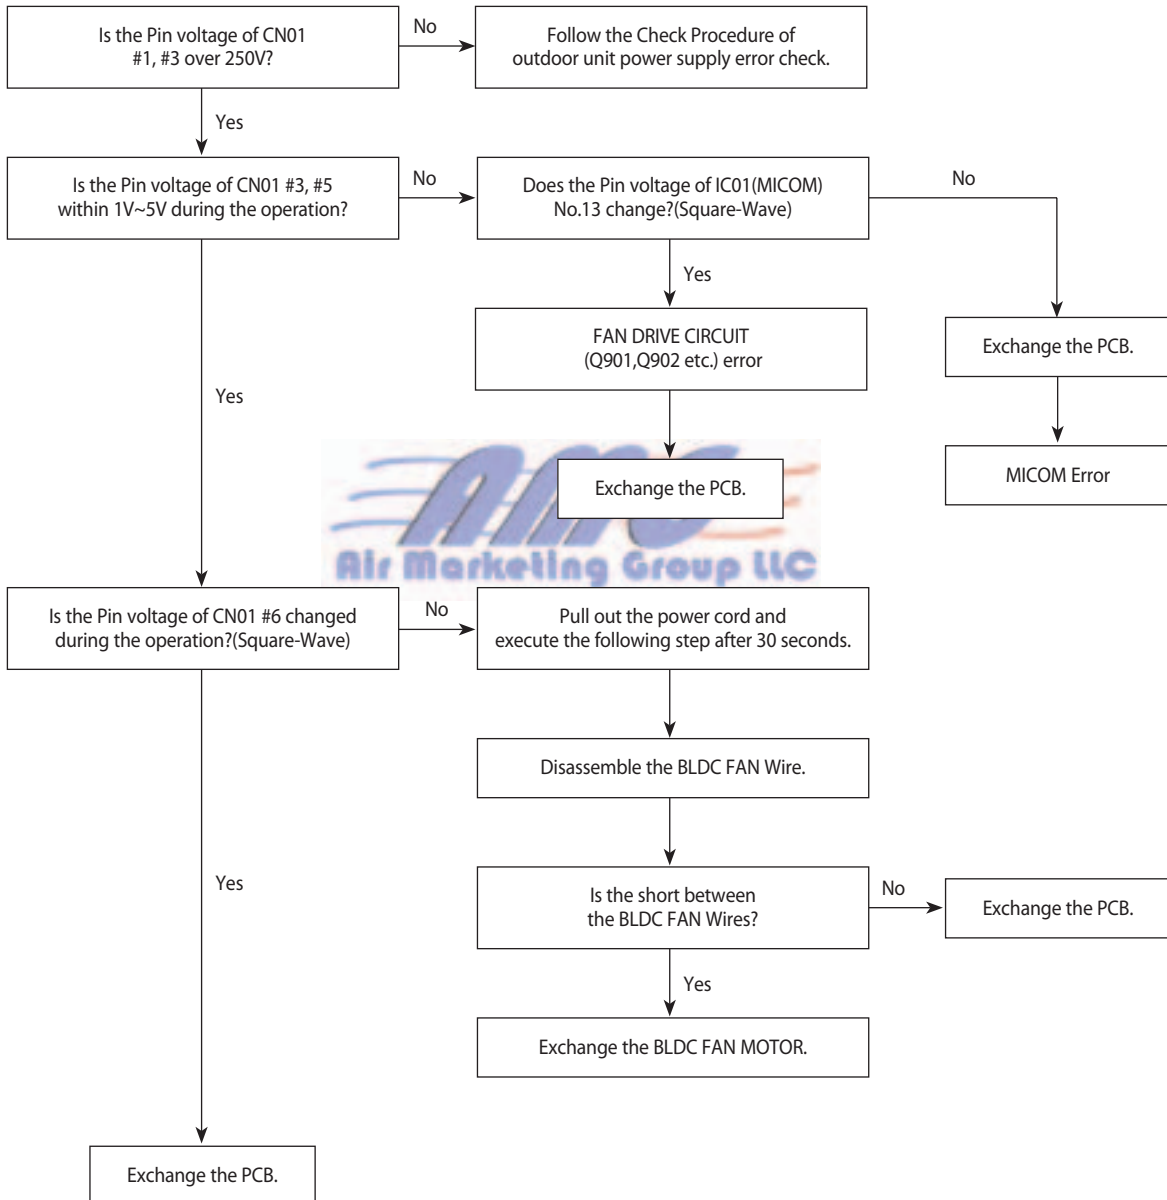 Is the Pin voltage of CN01
#1, #3 over 250V?
No
Follow the Check Procedure of
outdoor unit power supply error check.
Yes
Is the Pin voltage of CN01 #3, #5
within 1V~5V during the operation?
No
Does the Pin voltage of IC01(MICOM)
No.13 change?(Square-Wave)
No
Yes
FAN DRIVE CIRCUIT
(Q901,Q902 etc.) error
Exchange the PCB.
Yes
MICOM Error
Exchange the PCB.
AMG
Air Marketing Group LLC
Is the Pin voltage of CN01 #6 changed
during the operation?(Square-Wave)
No
Pull out the power cord and
execute the following step after 30 seconds.
Disassemble the BLDC FAN Wire.
Yes
Is the short between
the BLDC FAN Wires?
No
Exchange the PCB.
Yes
Exchange the BLDC FAN MOTOR.
Exchange the PCB.